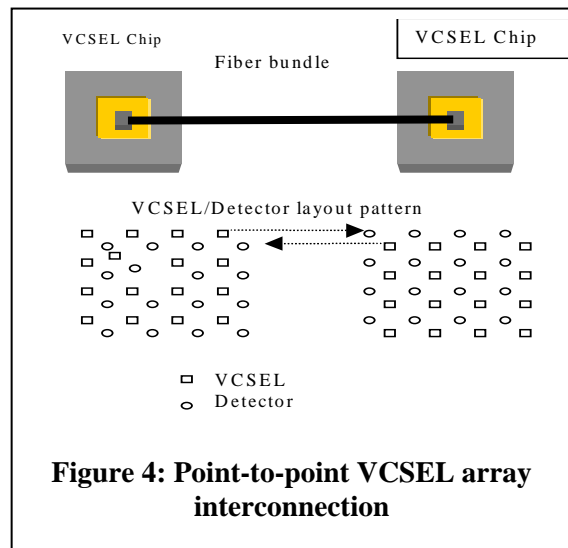 VCSEL Chip
VCSEL Chip
Fiber bundle
VCSEL/Detector layout pattern
VCSEL
Detector
Figure 4: Point-to-point VCSEL array
interconnection